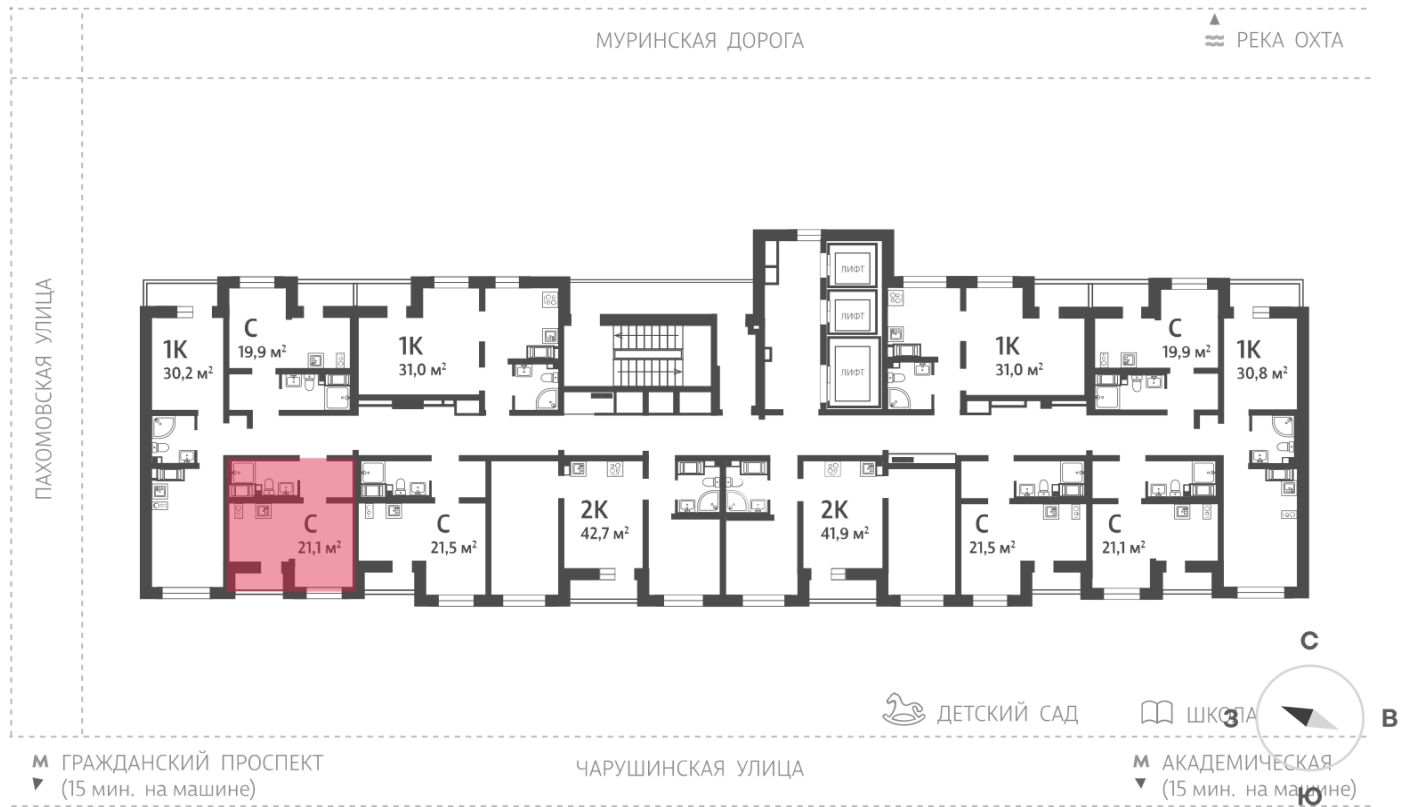 МУРИНСКАЯ ДОРОГА
РЕКА ОХТА
ПАХОМОВСКАЯ УЛИЦА
ЛИФТ
ЛИФТ
ЛИФТ
1К
30,2 м²
С
19,9 м²
1К
31,0 м²
1К
31,0 м²
С
19,9 м²
1К
30,8 м²
С
21,1 м²
С
21,5 м²
2К
42,7 м²
2К
41,9 м²
С
21,5 м²
С
21,1 м²
С
З
В
Ю
ДЕТСКИЙ САД
ШКОЛА
М ГРАЖДАНСКИЙ ПРОСПЕКТ
(15 мин. на машине)
ЧАРУШИНСКАЯ УЛИЦА
М АКАДЕМИЧЕСКАЯ
(15 мин. на машине)